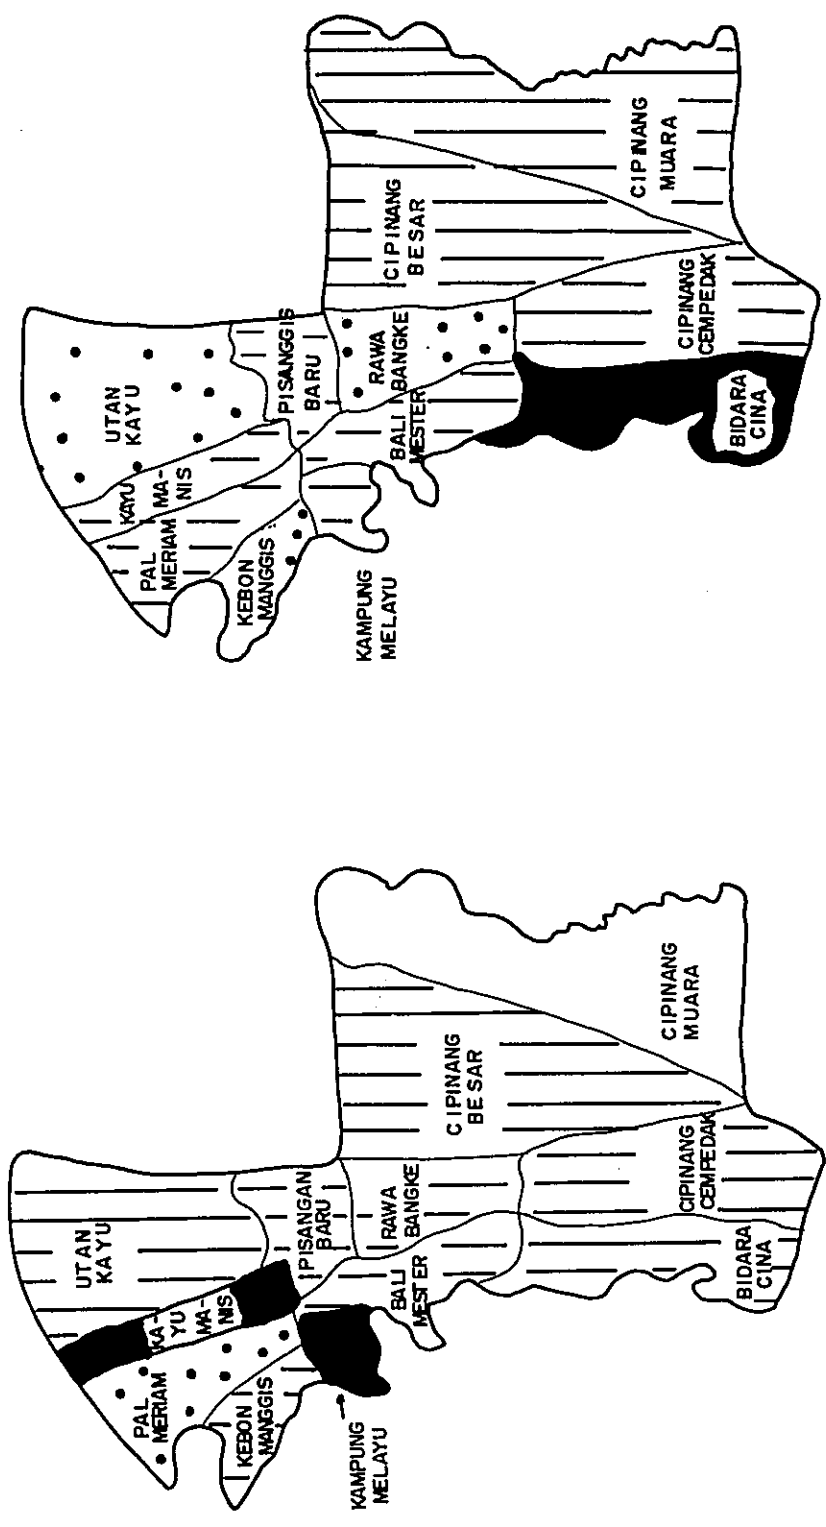 CIPINANG
MUARA
CIPINANG
BESAR
CIPINANG
CEMPEDAK
PISANGGIS
BARU
RAWA
BANGKE
UTAN
KAYU
BALI
MESTER
BIDARA
CINA
KAYU
MA-
NIS
PAL
MERIAM
KEBON
MANGGIS
KAMPUNG
MELAYU
CIPINANG
MUARA
CIPINANG
BESAR
CIPINANG
CEMPEDAK
PISANGAN
BARU
RAWA
BANGKE
UTAN
KAYU
BALI
MESTER
BIDARA
CINA
KA-
YU
MA-
NIS
PAL
MERIAM
KEBON
MANGGIS
KAMPUNG
MELAYU